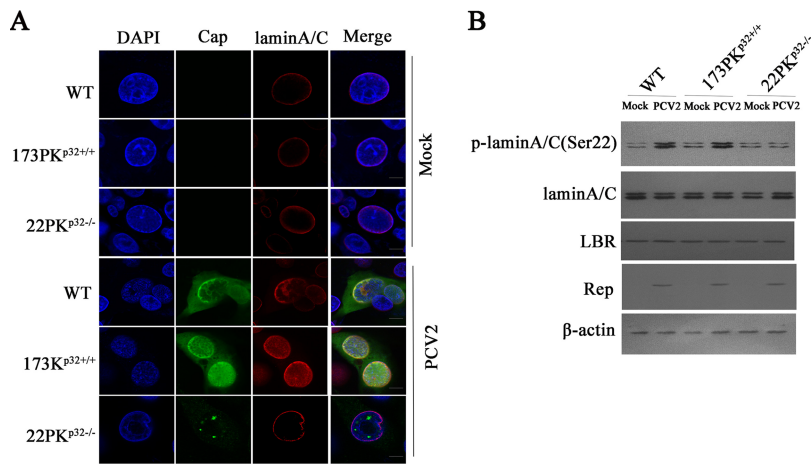 A
DAPI Cap laminA/C Merge
WT
173PKp32+/+
22PKp32-/-
Mock
WT
173Kp32+/+
22PKp32-/-
PCV2
B
WT 173PKp32+/+ 22PKp32-/-
Mock PCV2 Mock PCV2 Mock PCV2
p-laminA/C(Ser22)
laminA/C
LBR
Rep
β-actin